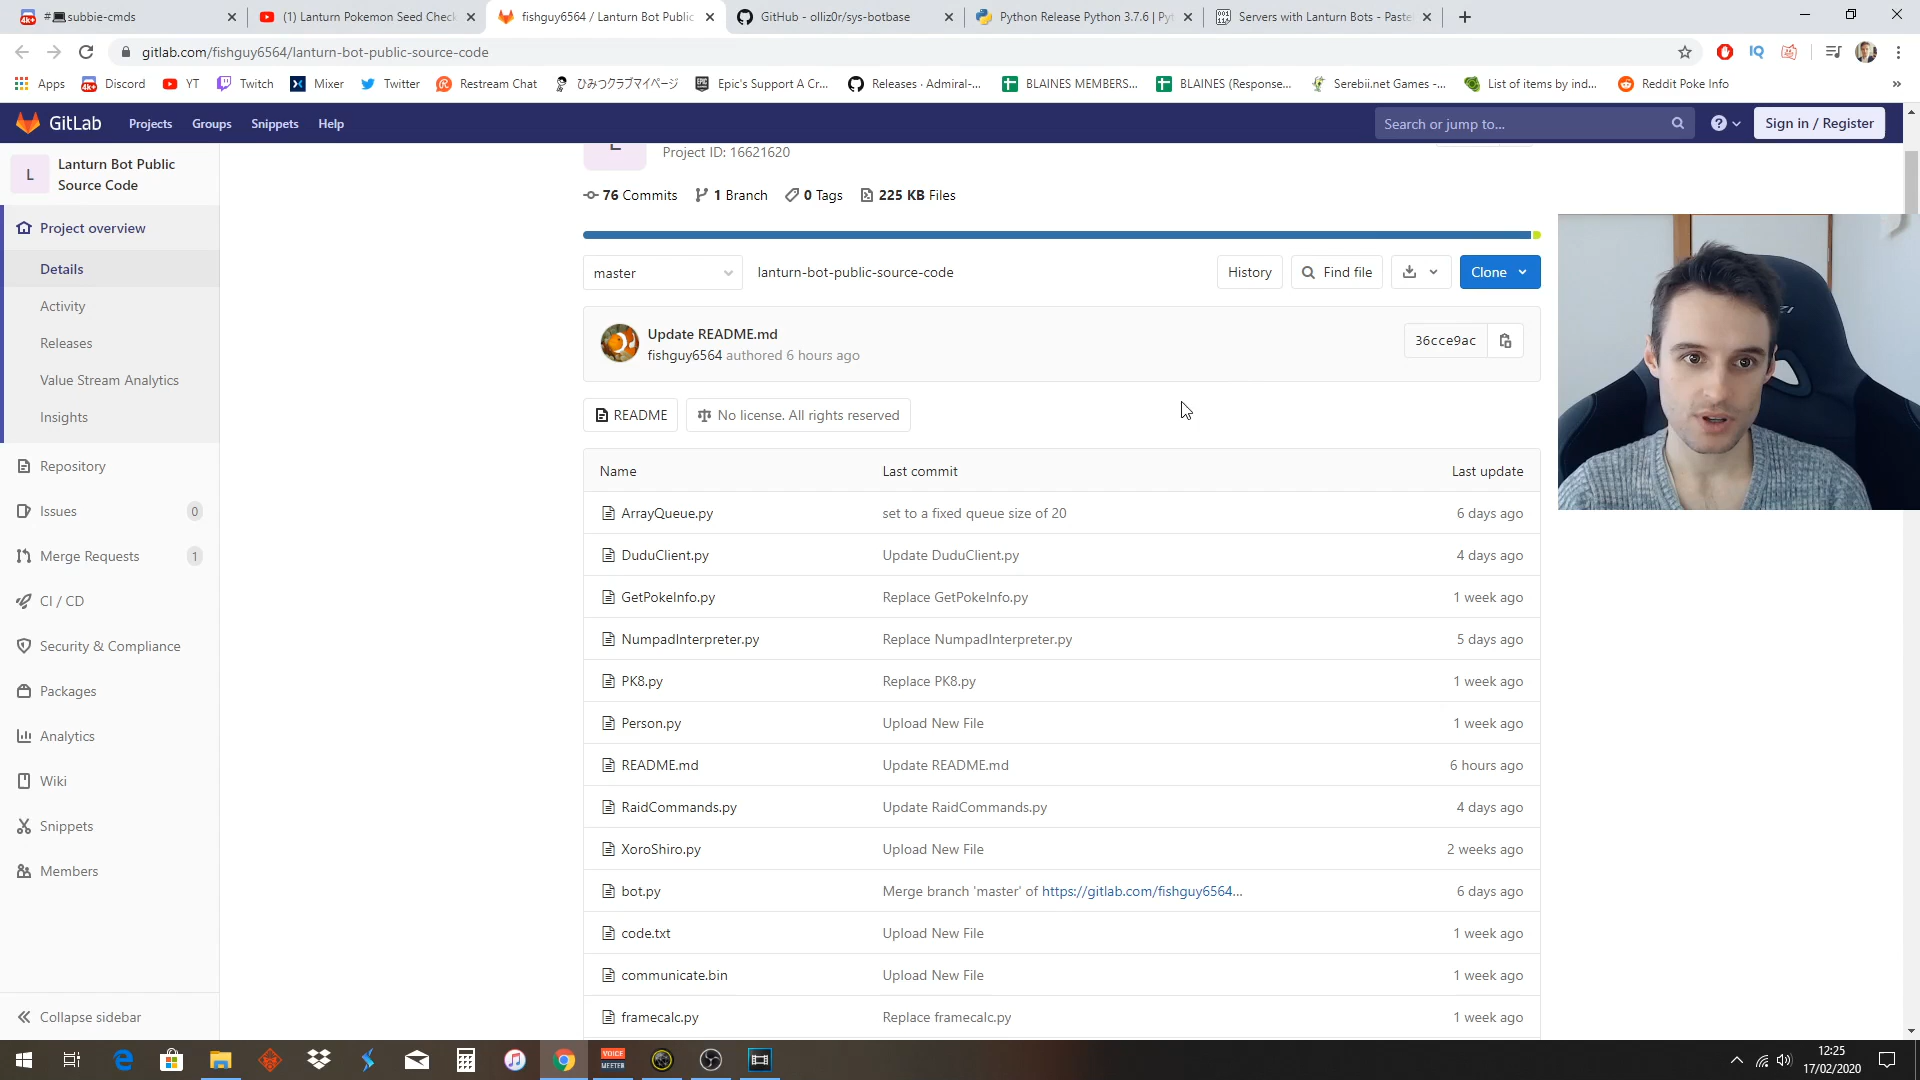 #💻subbie-cmds
(1) Lanturn Pokemon Seed Check
fishguy6564 / Lanturn Bot Public
GitHub - olliz0r/sys-botbase
Python Release Python 3.7.6 | Pyt
Servers with Lanturn Bots - Paste
gitlab.com/fishguy6564/lanturn-bot-public-source-code
IQ
Apps
Discord
YT
Twitch
Mixer
Twitter
Restream Chat
ひみつクラブマイページ
Epic's Support A Cr...
Releases · Admiral-...
BLAINES MEMBERS...
BLAINES (Response...
Serebii.net Games -...
List of items by ind...
Reddit Poke Info
»
GitLab
Projects
Groups
Snippets
Help
Search or jump to...
Sign in / Register
L
Lanturn Bot Public
Source Code
Project overview
Details
Activity
Releases
Value Stream Analytics
Insights
Repository
Issues 0
Merge Requests 1
CI / CD
Security & Compliance
Packages
Analytics
Wiki
Snippets
Members
Collapse sidebar
Project ID: 16621620
76 Commits 1 Branch 0 Tags 225 KB Files
master
lanturn-bot-public-source-code
History
Find file
Clone
Update README.md
fishguy6564 authored 6 hours ago
36cce9ac
README
No license. All rights reserved
Name Last commit Last update
ArrayQueue.py set to a fixed queue size of 20 6 days ago
DuduClient.py Update DuduClient.py 4 days ago
GetPokeInfo.py Replace GetPokeInfo.py 1 week ago
NumpadInterpreter.py Replace NumpadInterpreter.py 5 days ago
PK8.py Replace PK8.py 1 week ago
Person.py Upload New File 1 week ago
README.md Update README.md 6 hours ago
RaidCommands.py Update RaidCommands.py 4 days ago
XoroShiro.py Upload New File 2 weeks ago
bot.py Merge branch 'master' of https://gitlab.com/fishguy6564... 6 days ago
code.txt Upload New File 1 week ago
communicate.bin Upload New File 1 week ago
framecalc.py Replace framecalc.py 1 week ago
VOICE
MEETER
12:25
17/02/2020